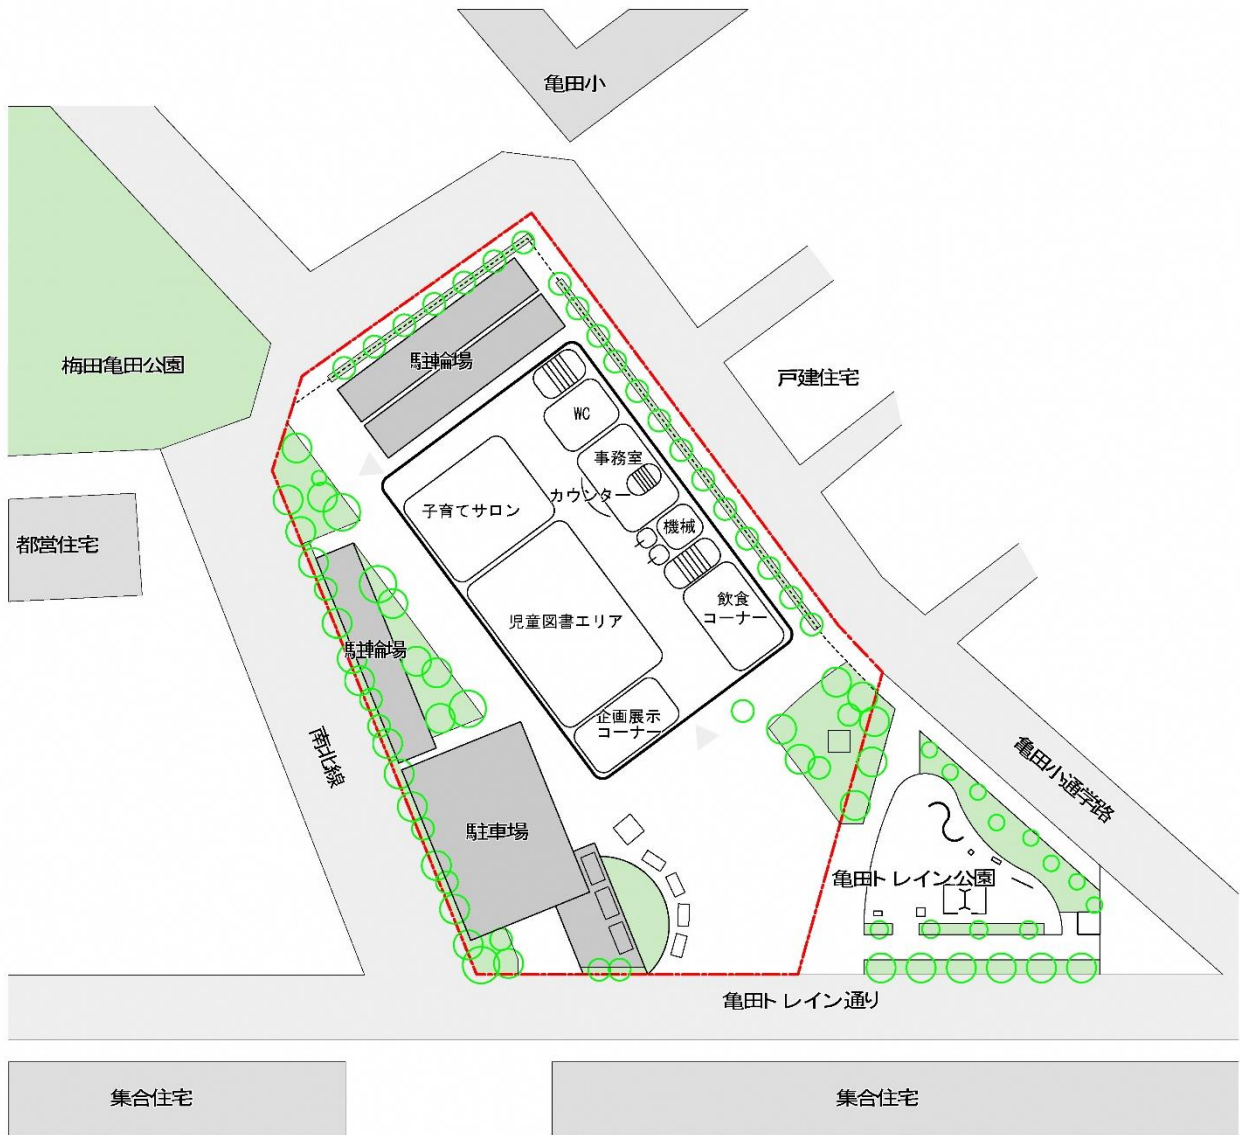 亀田小
梅田亀田公園
駐輪場
戸建住宅
WC
事務室
カウンター
子育てサロン
機械
都営住宅
飲食
コーナー
児童図書エリア
駐輪場
企画展示
コーナー
南北線
亀田小通学路
駐車場
亀田トレイン公園
亀田トレイン通り
集合住宅
集合住宅